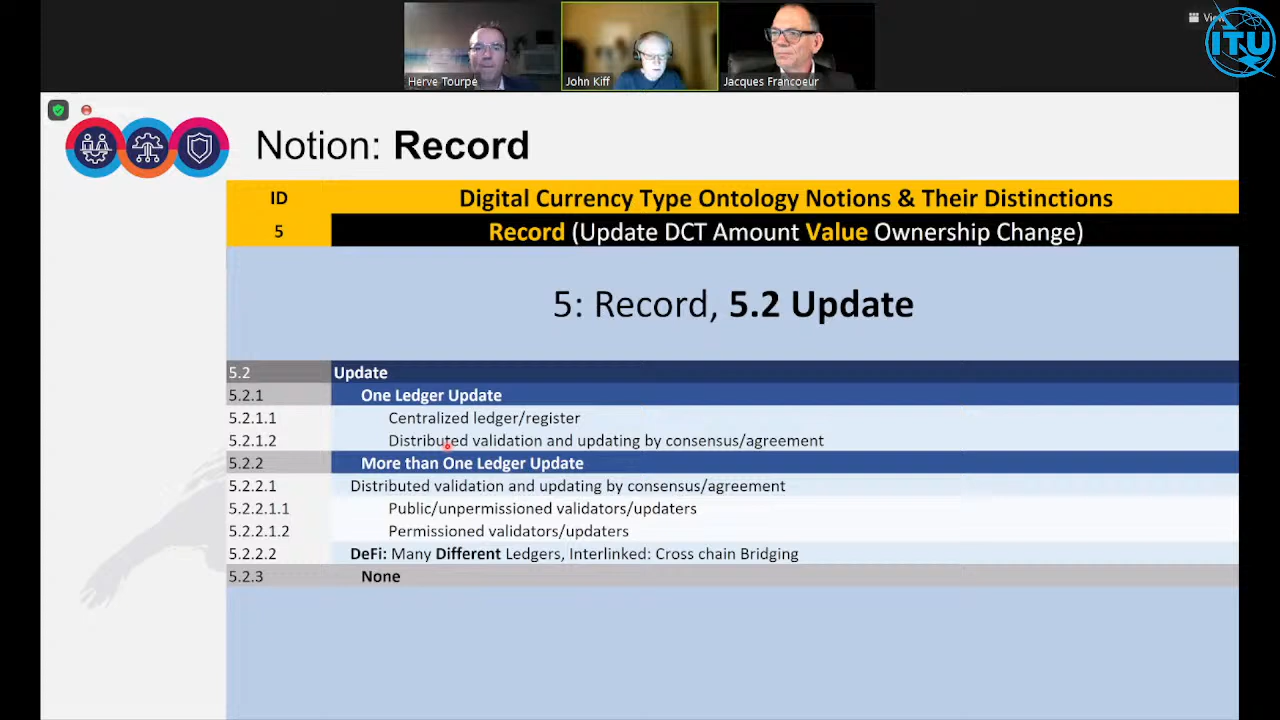 Herve Tourpe
John Kiff
Jacques Francoeur
ITU
Notion: Record
ID Digital Currency Type Ontology Notions & Their Distinctions
5 Record (Update DCT Amount Value Ownership Change)
5: Record, 5.2 Update
5.2 Update
5.2.1 One Ledger Update
5.2.1.1 Centralized ledger/register
5.2.1.2 Distributed validation and updating by consensus/agreement
5.2.2 More than One Ledger Update
5.2.2.1 Distributed validation and updating by consensus/agreement
5.2.2.1.1 Public/unpermissioned validators/updaters
5.2.2.1.2 Permissioned validators/updaters
5.2.2.2 DeFi: Many Different Ledgers, Interlinked: Cross chain Bridging
5.2.3 None